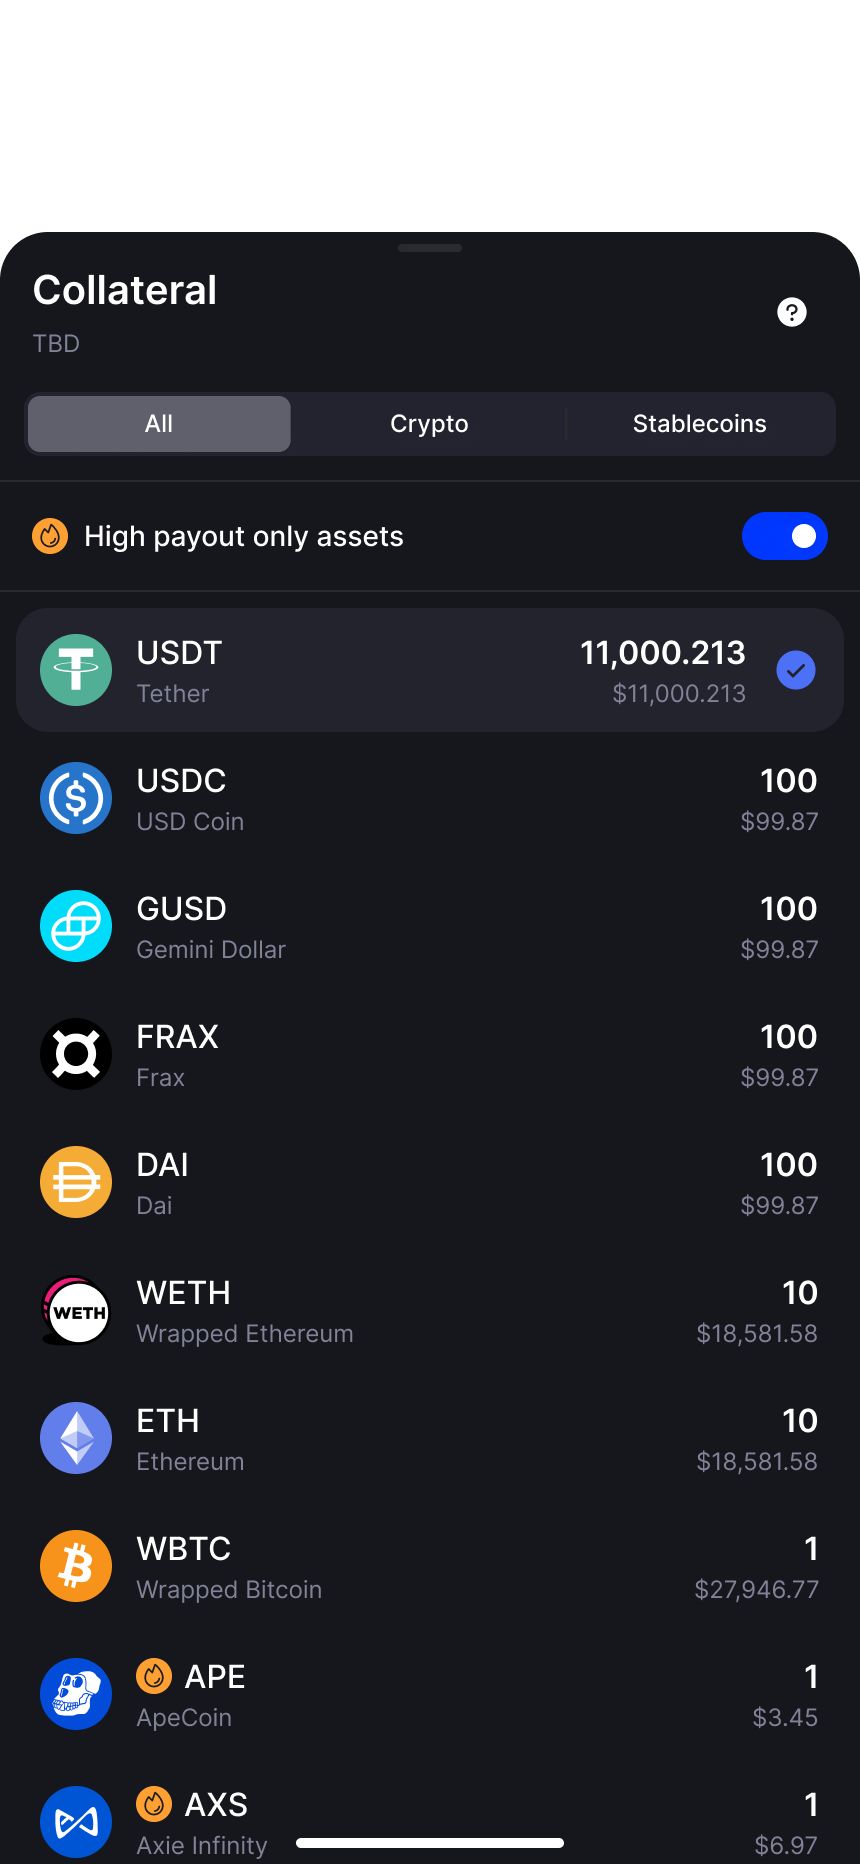 Collateral
?
TBD
All
Crypto
Stablecoins
High payout only assets
USDT
11,000.213
Tether
$11,000.213
USDC
100
USD Coin
$99.87
GUSD
100
Gemini Dollar
$99.87
FRAX
100
Frax
$99.87
DAI
100
Dai
$99.87
WETH
WETH
10
Wrapped Ethereum
$18,581.58
ETH
10
Ethereum
$18,581.58
WBTC
1
Wrapped Bitcoin
$27,946.77
APE
1
ApeCoin
$3.45
AXS
1
Axie Infinity
$6.97